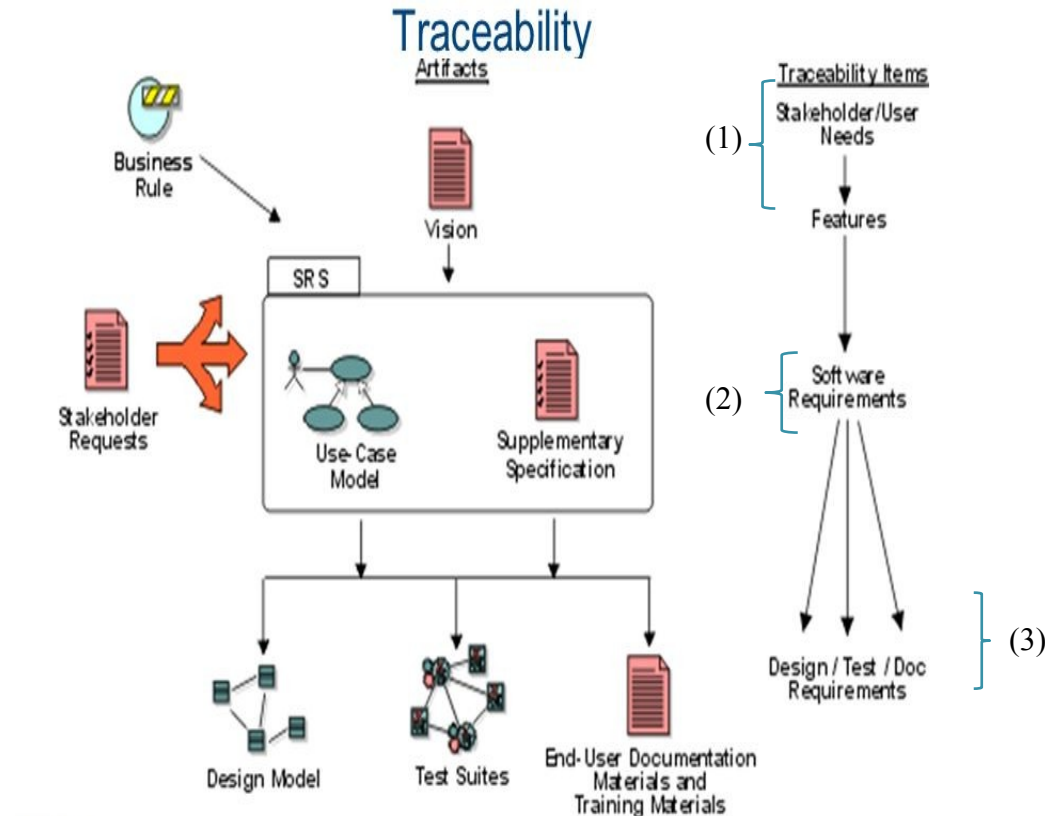 Traceability
Artifacts
Traceability Items
Stakeholder/User
Needs
(1)
Business
Rule
Vision
Features
SRS
Stakeholder
Requests
Use-Case
Model
Supplementary
Specification
(2)
Software
Requirements
(3)
Design / Test / Doc
Requirements
Design Model
Test Suites
End-User Documentation
Materials and
Training Materials